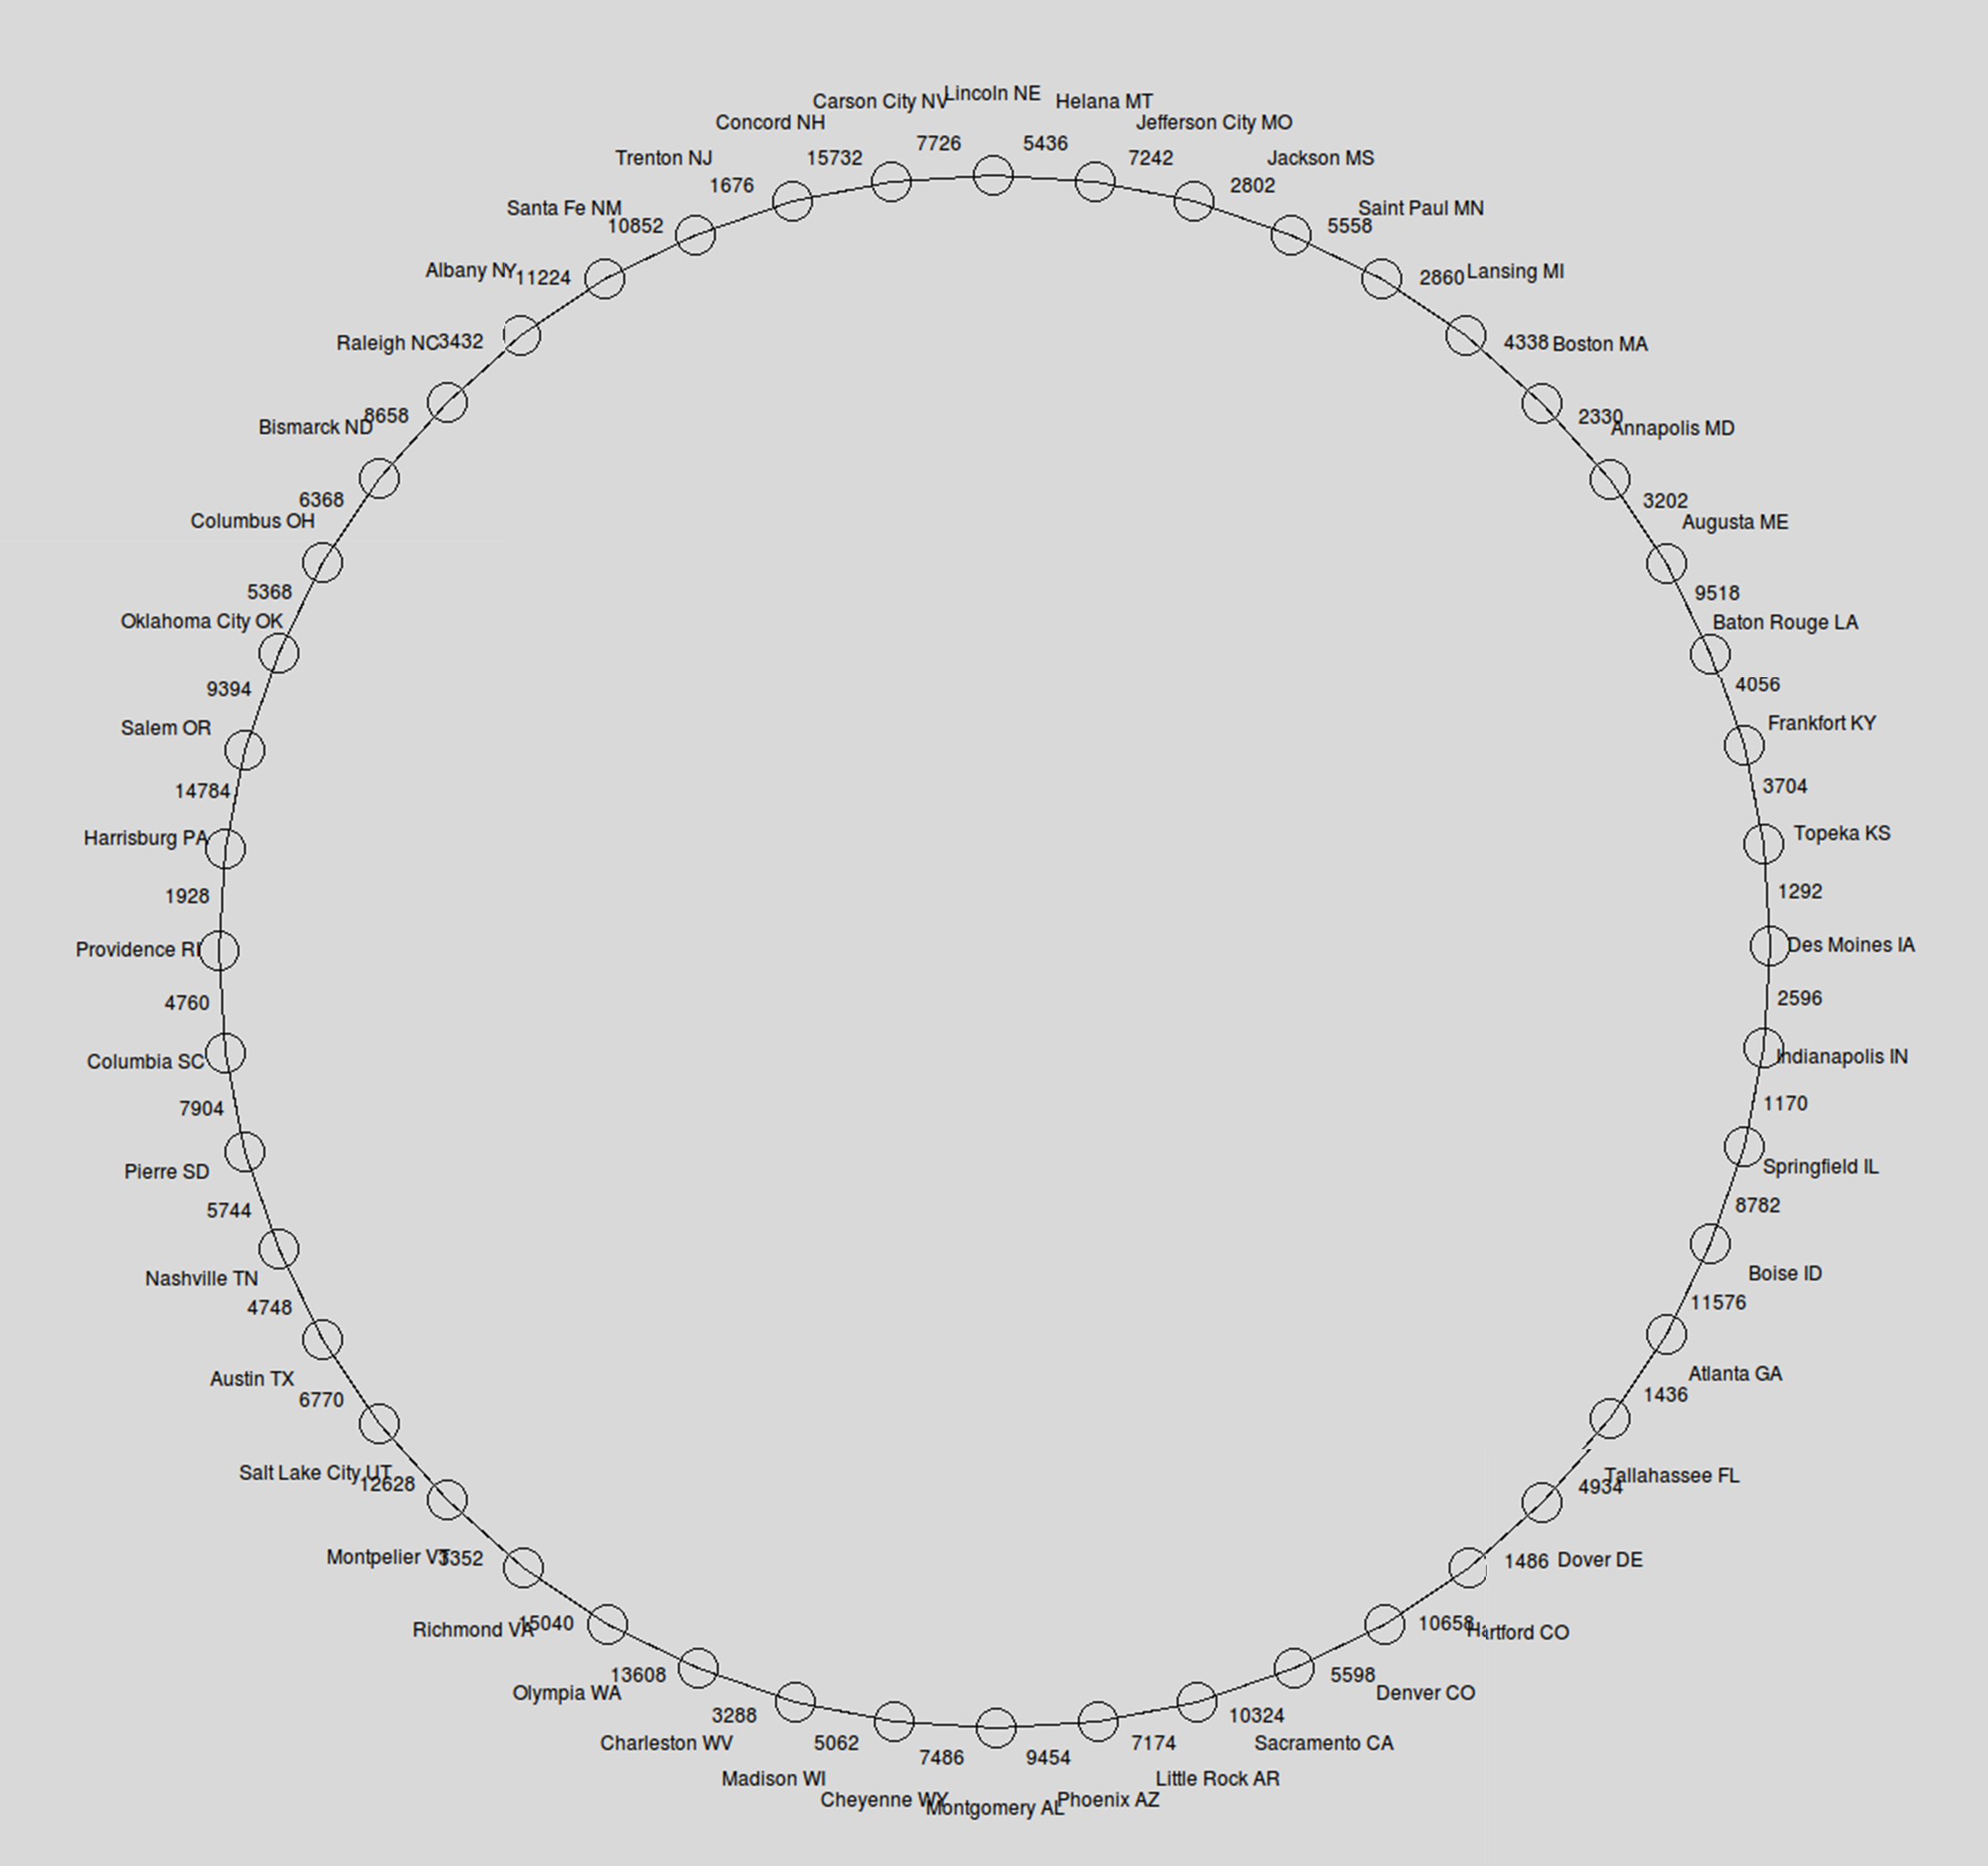 Lincoln NE
Carson City NV
Helana MT
Concord NH
Jefferson City MO
7726
5436
Trenton NJ
15732
7242
Jackson MS
1676
2802
Santa Fe NM
Saint Paul MN
10852
5558
Albany NY
11224
2860
Lansing MI
Raleigh NC
3432
4338
Boston MA
8658
2330
Bismarck ND
Annapolis MD
6368
3202
Columbus OH
Augusta ME
5368
9518
Oklahoma City OK
Baton Rouge LA
9394
4056
Salem OR
Frankfort KY
14784
3704
Harrisburg PA
Topeka KS
1928
1292
Providence RI
Des Moines IA
4760
2596
Columbia SC
Indianapolis IN
7904
1170
Pierre SD
Springfield IL
5744
8782
Nashville TN
Boise ID
4748
11576
Austin TX
Atlanta GA
6770
1436
Salt Lake City UT
Tallahassee FL
12628
4934
Montpelier VT
3352
1486
Dover DE
Richmond VA
15040
10658
Hartford CO
13608
5598
Olympia WA
Denver CO
3288
10324
Charleston WV
Sacramento CA
5062
7174
7486
9454
Madison WI
Little Rock AR
Cheyenne WY
Phoenix AZ
Montgomery AL